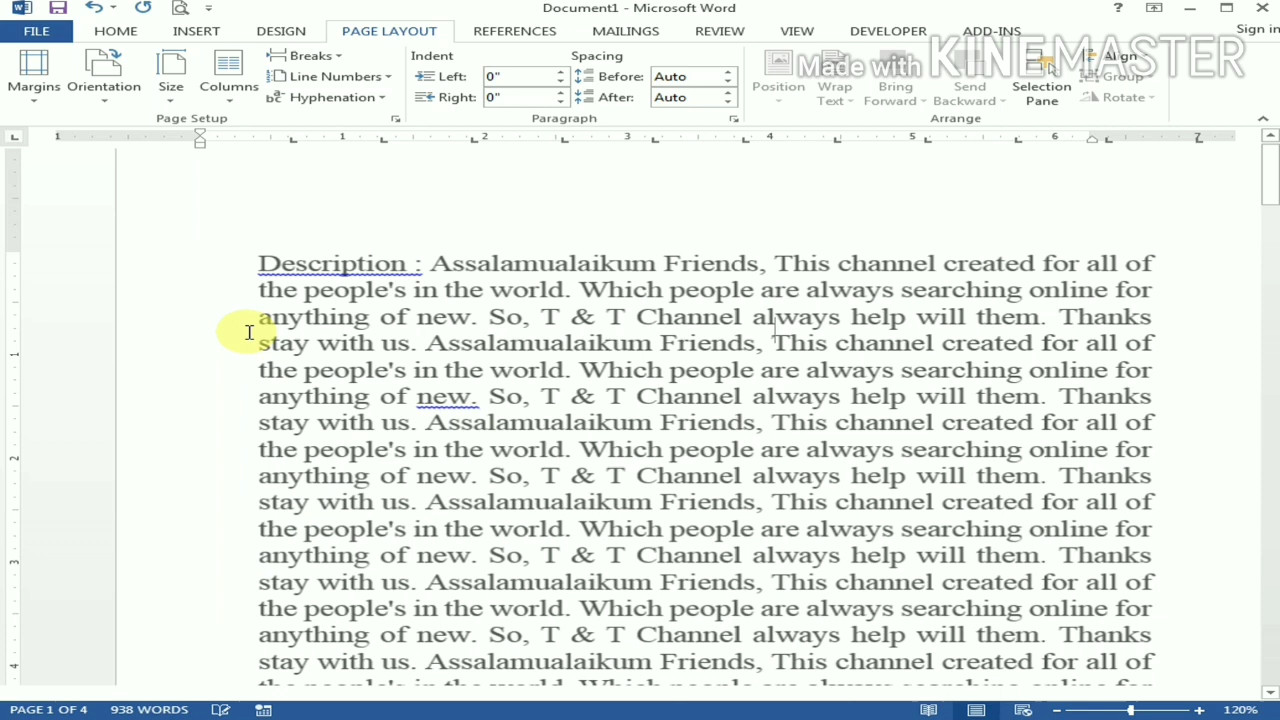 Document1 - Microsoft Word
? Sign in
FILE HOME INSERT DESIGN PAGE LAYOUT REFERENCES MAILINGS REVIEW VIEW DEVELOPER ADD-INS
Made with KINEMASTER
Margins Orientation Size Columns
Breaks
Line Numbers
Hyphenation
Page Setup
Indent Spacing
Left: 0" Before: Auto
Right: 0" After: Auto
Paragraph
Position Wrap Text Bring Forward Send Backward Selection Pane
Align
Group
Rotate
Arrange
1 1 2 3 4 5 6 7
1
2
3
4
Description : Assalamualaikum Friends, This channel created for all of
the people's in the world. Which people are always searching online for
anything of new. So, T & T Channel always help will them. Thanks
stay with us. Assalamualaikum Friends, This channel created for all of
the people's in the world. Which people are always searching online for
anything of new. So, T & T Channel always help will them. Thanks
stay with us. Assalamualaikum Friends, This channel created for all of
the people's in the world. Which people are always searching online for
anything of new. So, T & T Channel always help will them. Thanks
stay with us. Assalamualaikum Friends, This channel created for all of
the people's in the world. Which people are always searching online for
anything of new. So, T & T Channel always help will them. Thanks
stay with us. Assalamualaikum Friends, This channel created for all of
the people's in the world. Which people are always searching online for
anything of new. So, T & T Channel always help will them. Thanks
stay with us. Assalamualaikum Friends, This channel created for all of
PAGE 1 OF 4 938 WORDS 120%